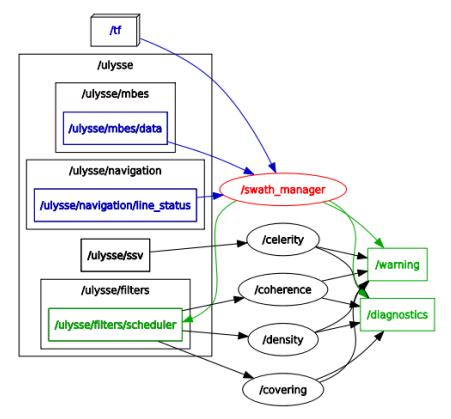 /tf
/ulysse
/ulysse/mbes
/ulysse/mbes/data
/ulysse/navigation
/ulysse/navigation/line_status
/swath_manager
/ulysse/ssv
/celerity
/warning
/ulysse/filters
/coherence
/ulysse/filters/scheduler
/diagnostics
/density
/covering